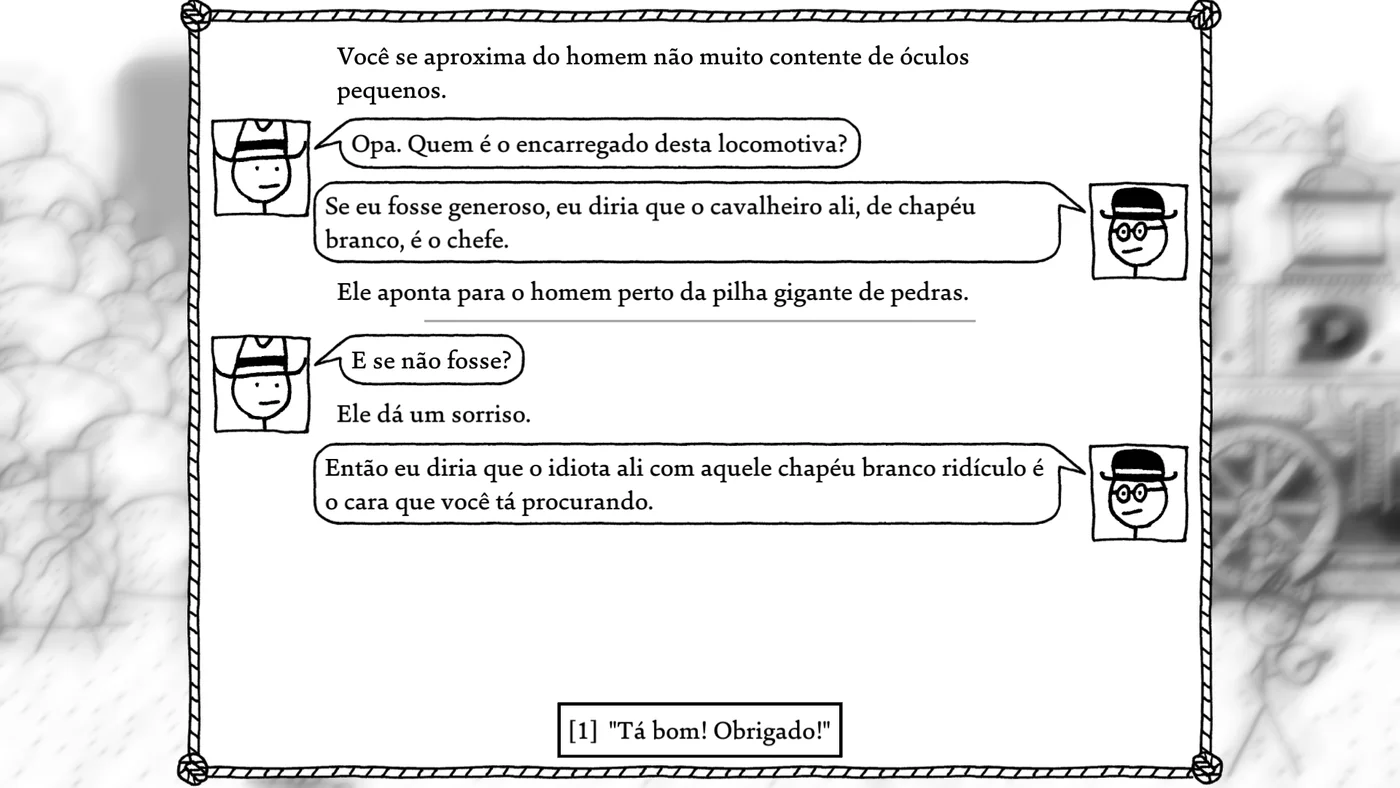 Você se aproxima do homem não muito contente de óculos
pequenos.
Opa. Quem é o encarregado desta locomotiva?
Se eu fosse generoso, eu diria que o cavalheiro ali, de chapéu
branco, é o chefe.
Ele aponta para o homem perto da pilha gigante de pedras.
E se não fosse?
Ele dá um sorriso.
Então eu diria que o idiota ali com aquele chapéu branco ridículo é
o cara que você tá procurando.
[1] "Tá bom! Obrigado!"